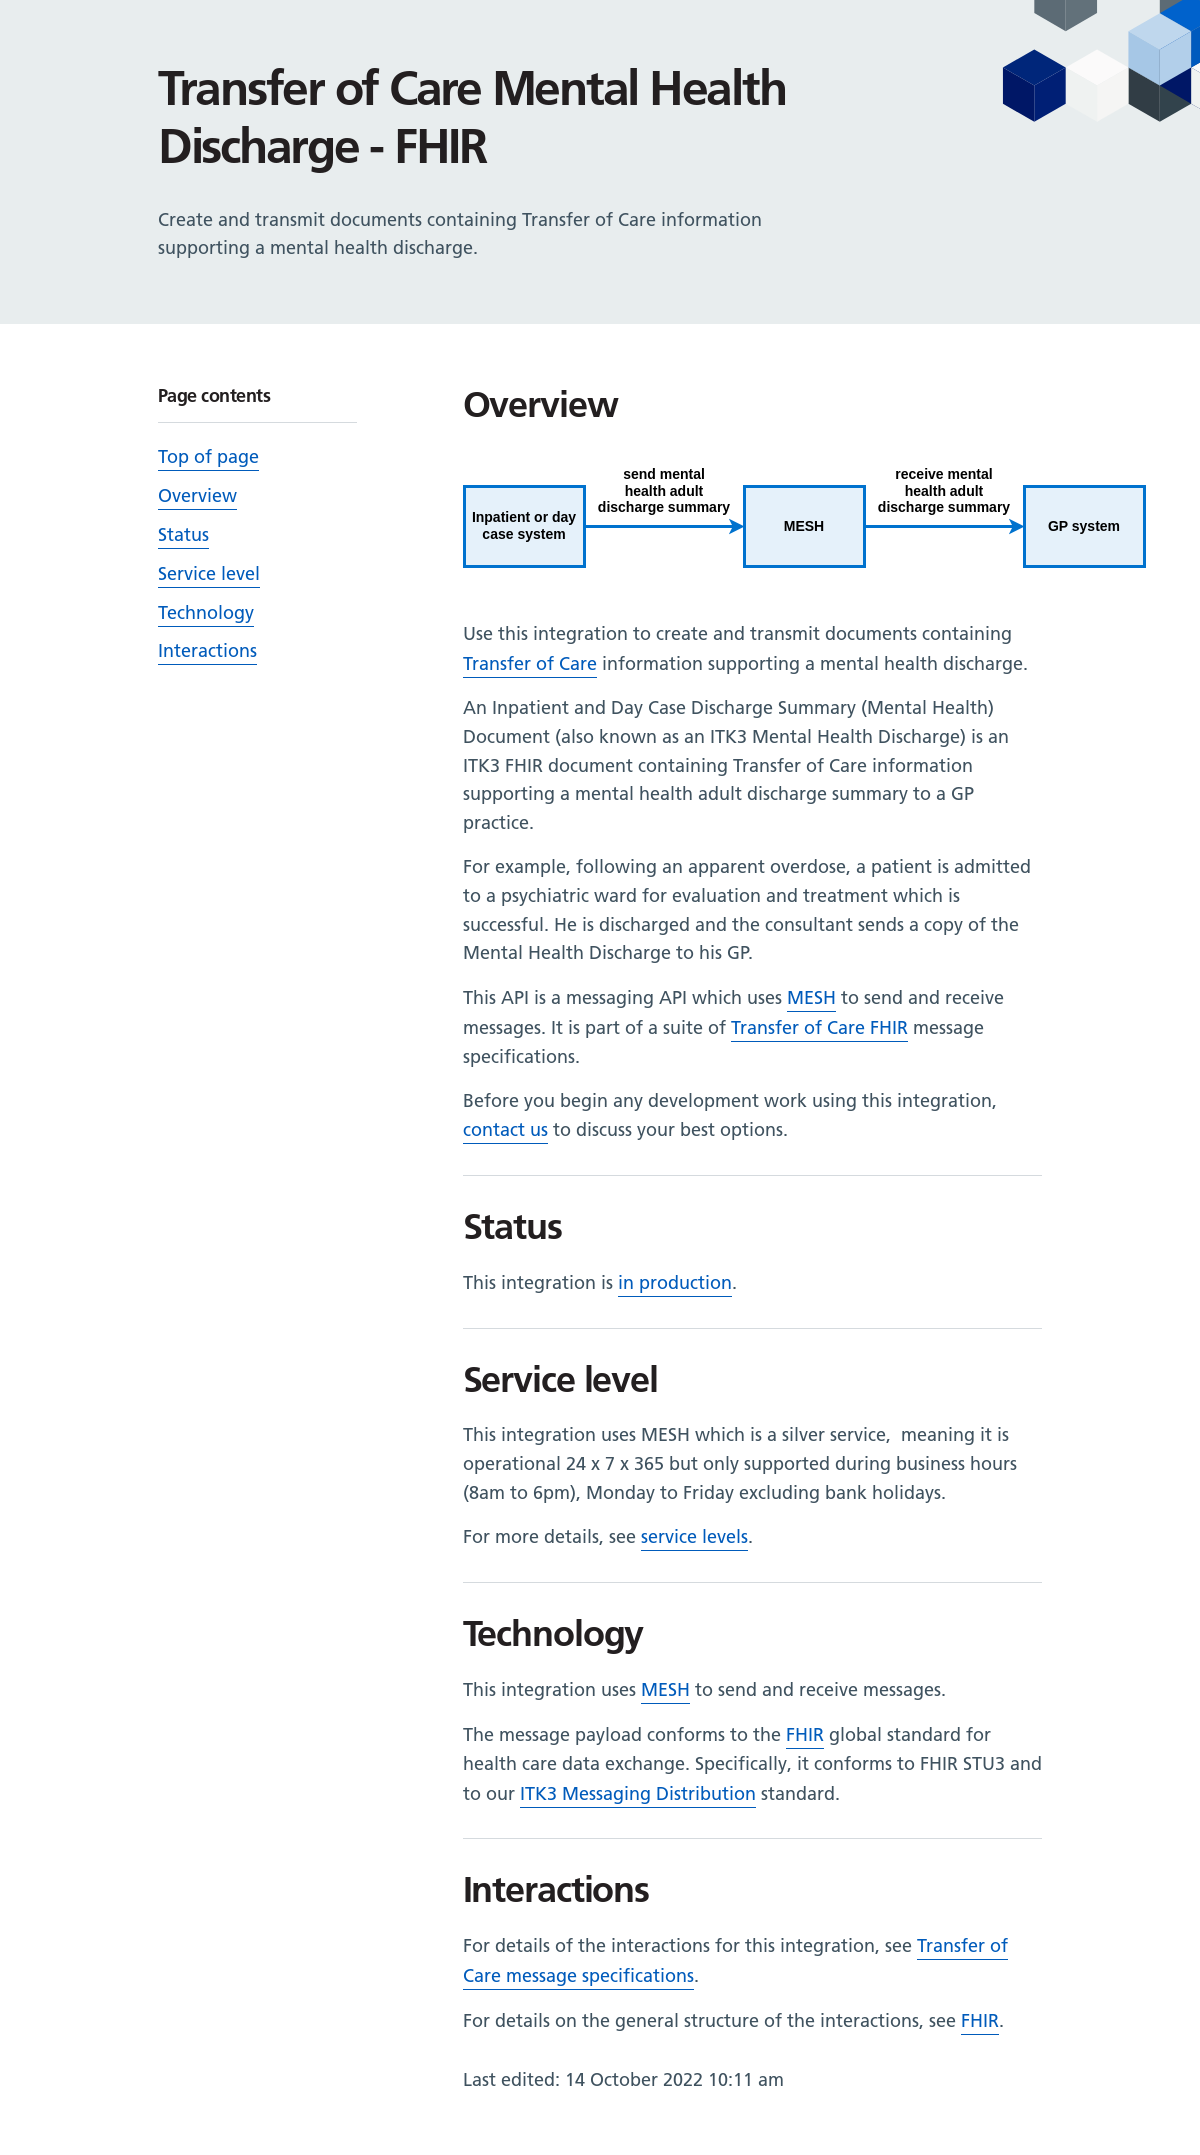 Transfer of Care Mental Health
Discharge - FHIR
Create and transmit documents containing Transfer of Care information
supporting a mental health discharge.
Page contents
Top of page
Overview
Status
Service level
Technology
Interactions
Overview
send mental
health adult
discharge summary
receive mental
health adult
discharge summary
Inpatient or day
case system
MESH
GP system
Use this integration to create and transmit documents containing
Transfer of Care information supporting a mental health discharge.
An Inpatient and Day Case Discharge Summary (Mental Health)
Document (also known as an ITK3 Mental Health Discharge) is an
ITK3 FHIR document containing Transfer of Care information
supporting a mental health adult discharge summary to a GP
practice.
For example, following an apparent overdose, a patient is admitted
to a psychiatric ward for evaluation and treatment which is
successful. He is discharged and the consultant sends a copy of the
Mental Health Discharge to his GP.
This API is a messaging API which uses MESH to send and receive
messages. It is part of a suite of Transfer of Care FHIR message
specifications.
Before you begin any development work using this integration,
contact us to discuss your best options.
Status
This integration is in production.
Service level
This integration uses MESH which is a silver service,  meaning it is
operational 24 x 7 x 365 but only supported during business hours
(8am to 6pm), Monday to Friday excluding bank holidays.
For more details, see service levels.
Technology
This integration uses MESH to send and receive messages.
The message payload conforms to the FHIR global standard for
health care data exchange. Specifically, it conforms to FHIR STU3 and
to our ITK3 Messaging Distribution standard.
Interactions
For details of the interactions for this integration, see Transfer of
Care message specifications.
For details on the general structure of the interactions, see FHIR.
Last edited: 14 October 2022 10:11 am